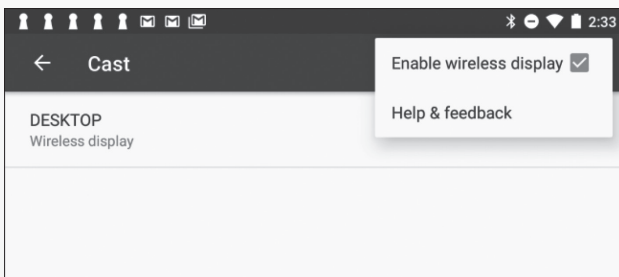 2:33
Cast
Enable wireless display
Help & feedback
DESKTOP
Wireless display